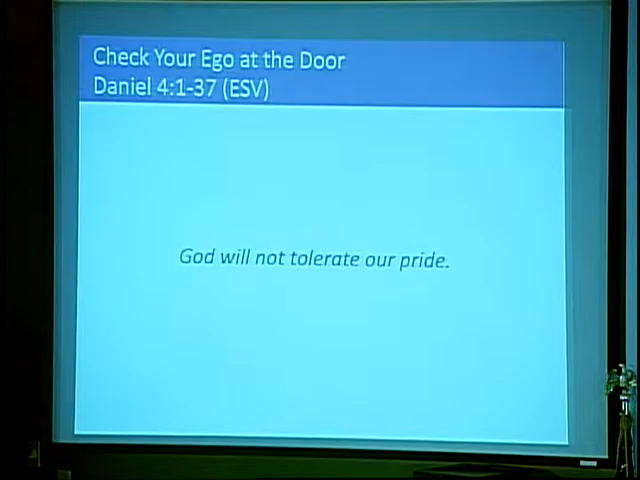 Check Your Ego at the Door
Daniel 4:1-37 (ESV)
God will not tolerate our pride.